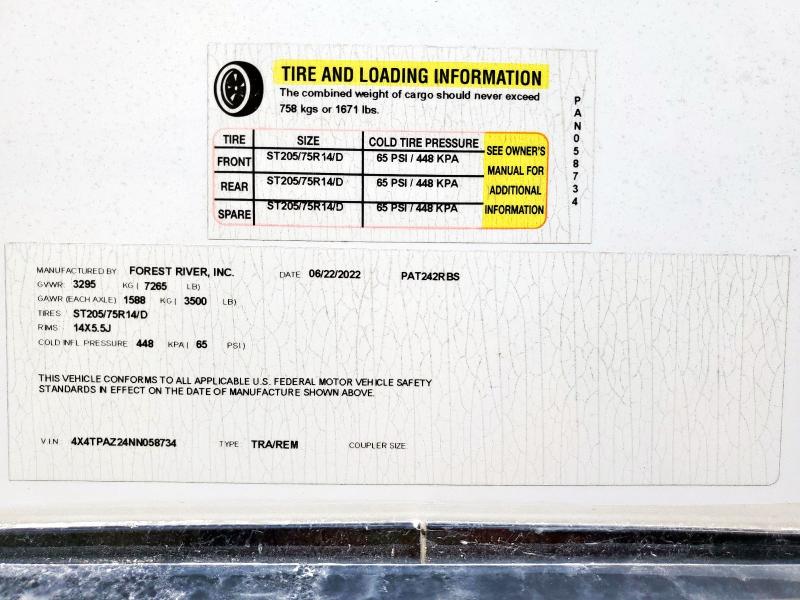 TIRE AND LOADING INFORMATION
The combined weight of cargo should never exceed
758 kgs or 1671 lbs.
TIRE SIZE COLD TIRE PRESSURE SEE OWNER'S
FRONT ST205/75R14/D 65 PSI / 448 KPA MANUAL FOR
REAR ST205/75R14/D 65 PSI / 448 KPA ADDITIONAL
SPARE ST205/75R14/D 65 PSI / 448 KPA INFORMATION
PAN058734
MANUFACTURED BY FOREST RIVER, INC. DATE 06/22/2022 PAT242RBS
GVWR 3295 KG ( 7265 LB)
GAWR (EACH AXLE) 1588 KG ( 3500 LB)
TIRES ST205/75R14/D
RIMS 14X5.5J
COLD INFL PRESSURE 448 KPA ( 65 PSI )
THIS VEHICLE CONFORMS TO ALL APPLICABLE U.S. FEDERAL MOTOR VEHICLE SAFETY
STANDARDS IN EFFECT ON THE DATE OF MANUFACTURE SHOWN ABOVE.
V.I.N. 4X4TPAZ24NN058734 TYPE TRA/REM COUPLER SIZE